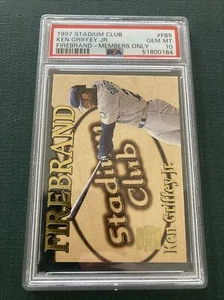 1997 STADIUM CLUB #FB5
KEN GRIFFEY JR. GEM MT
FIREBRAND - MEMBERS ONLY 10
PSA 51800164
FIREBRAND
Stadium
Club
Ken Griffey Jr.